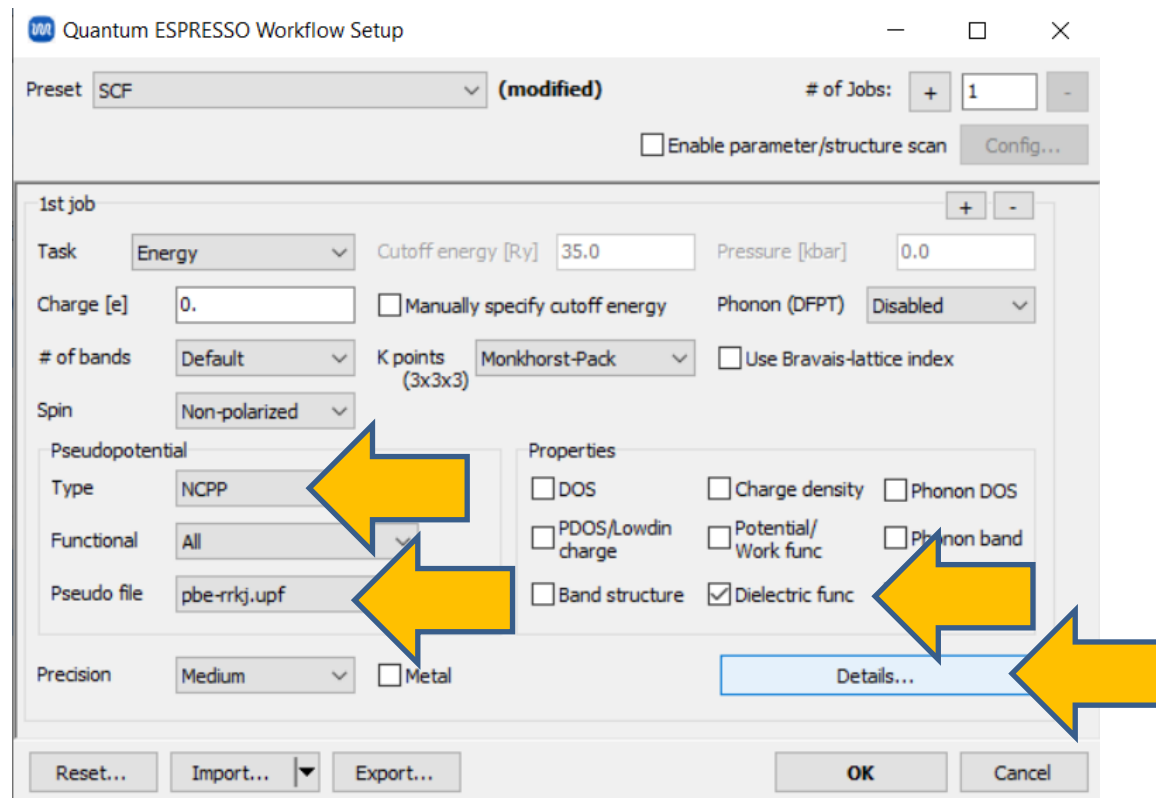 Quantum ESPRESSO Workflow Setup
Preset SCF (modified) # of Jobs: + 1 -
Enable parameter/structure scan Config...
1st job + -
Task Energy Cutoff energy [Ry] 35.0 Pressure [kbar] 0.0
Charge [e] 0. Manually specify cutoff energy Phonon (DFPT) Disabled
# of bands Default K points (3x3x3) Monkhorst-Pack Use Bravais-lattice index
Spin Non-polarized
Pseudopotential
Type NCPP
Functional All
Pseudo file pbe-rrkj.upf
Properties
DOS Charge density Phonon DOS
PDOS/Lowdin charge Potential/ Work func Phonon band
Band structure Dielectric func
Precision Medium Metal Details...
Reset... Import... Export... OK Cancel